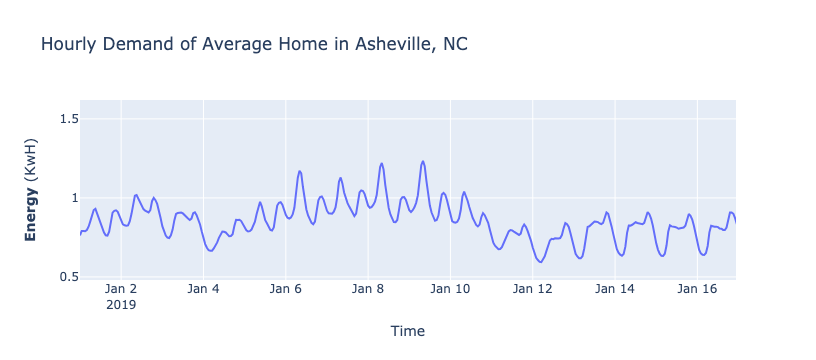 Hourly Demand of Average Home in Asheville, NC
1.5
1
0.5
Energy (KwH)
Jan 2 Jan 4 Jan 6 Jan 8 Jan 10 Jan 12 Jan 14 Jan 16
2019
Time